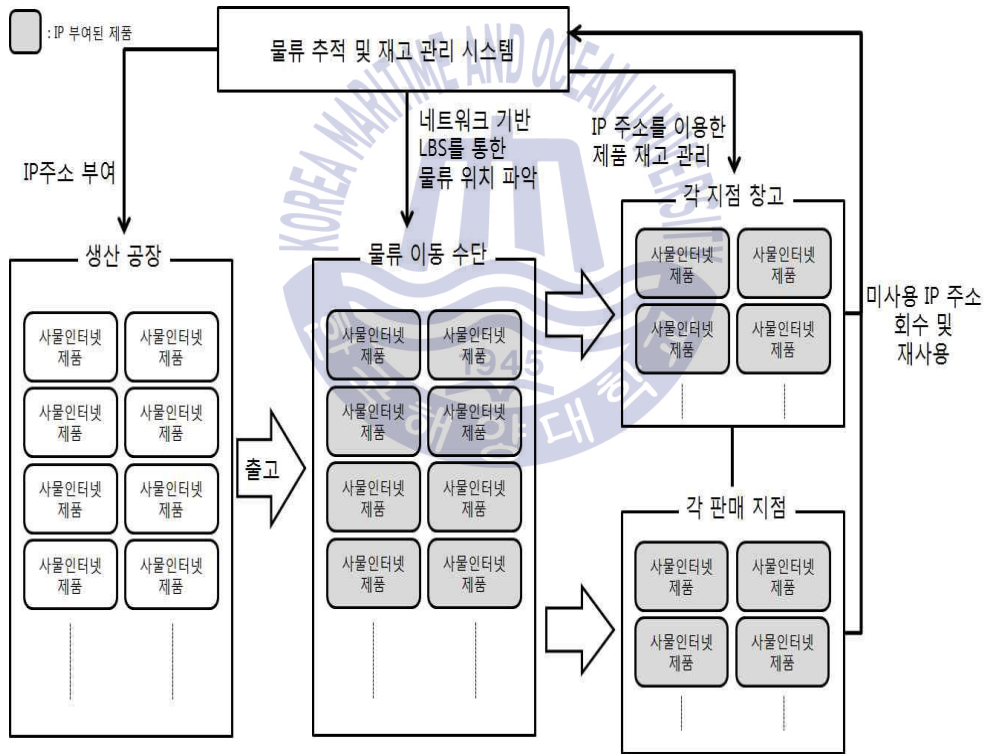 : IP 부여된 제품
물류 추적 및 재고 관리 시스템
IP주소 부여
네트워크 기반
LBS를 통한
물류 위치 파악
IP 주소를 이용한
제품 재고 관리
생산 공장
사물인터넷
제품
사물인터넷
제품
사물인터넷
제품
사물인터넷
제품
사물인터넷
제품
사물인터넷
제품
사물인터넷
제품
사물인터넷
제품
출고
물류 이동 수단
사물인터넷
제품
사물인터넷
제품
사물인터넷
제품
사물인터넷
제품
사물인터넷
제품
사물인터넷
제품
사물인터넷
제품
사물인터넷
제품
각 지점 창고
사물인터넷
제품
사물인터넷
제품
사물인터넷
제품
사물인터넷
제품
각 판매 지점
사물인터넷
제품
사물인터넷
제품
사물인터넷
제품
사물인터넷
제품
미사용 IP 주소
회수 및
재사용
KOREA MARITIME AND OCEAN UNIVERSITY
1945
한국해양대학교